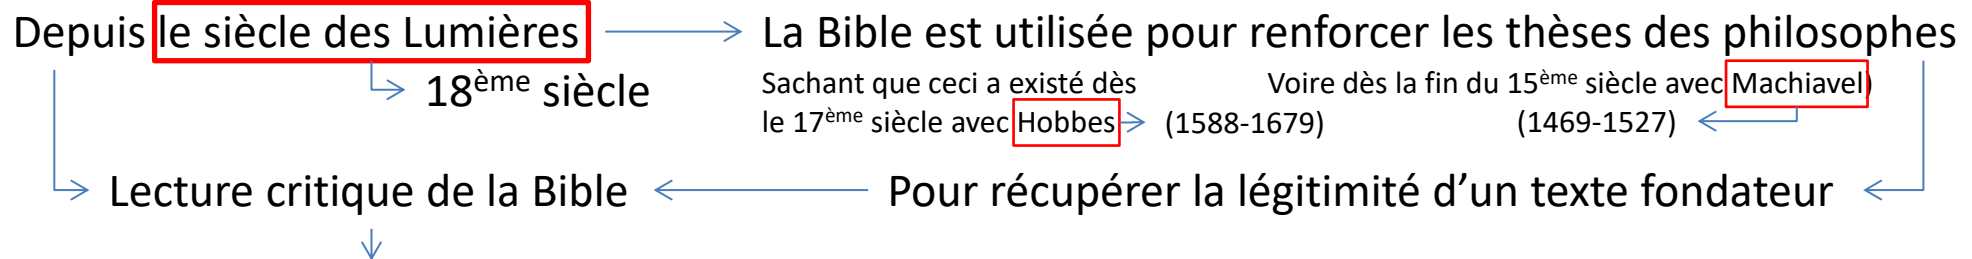 Depuis le siècle des Lumières
La Bible est utilisée pour renforcer les thèses des philosophes
18ème siècle
Sachant que ceci a existé dès
le 17ème siècle avec Hobbes
(1588-1679)
Voire dès la fin du 15ème siècle avec Machiavel)
(1469-1527)
Lecture critique de la Bible
Pour récupérer la légitimité d’un texte fondateur